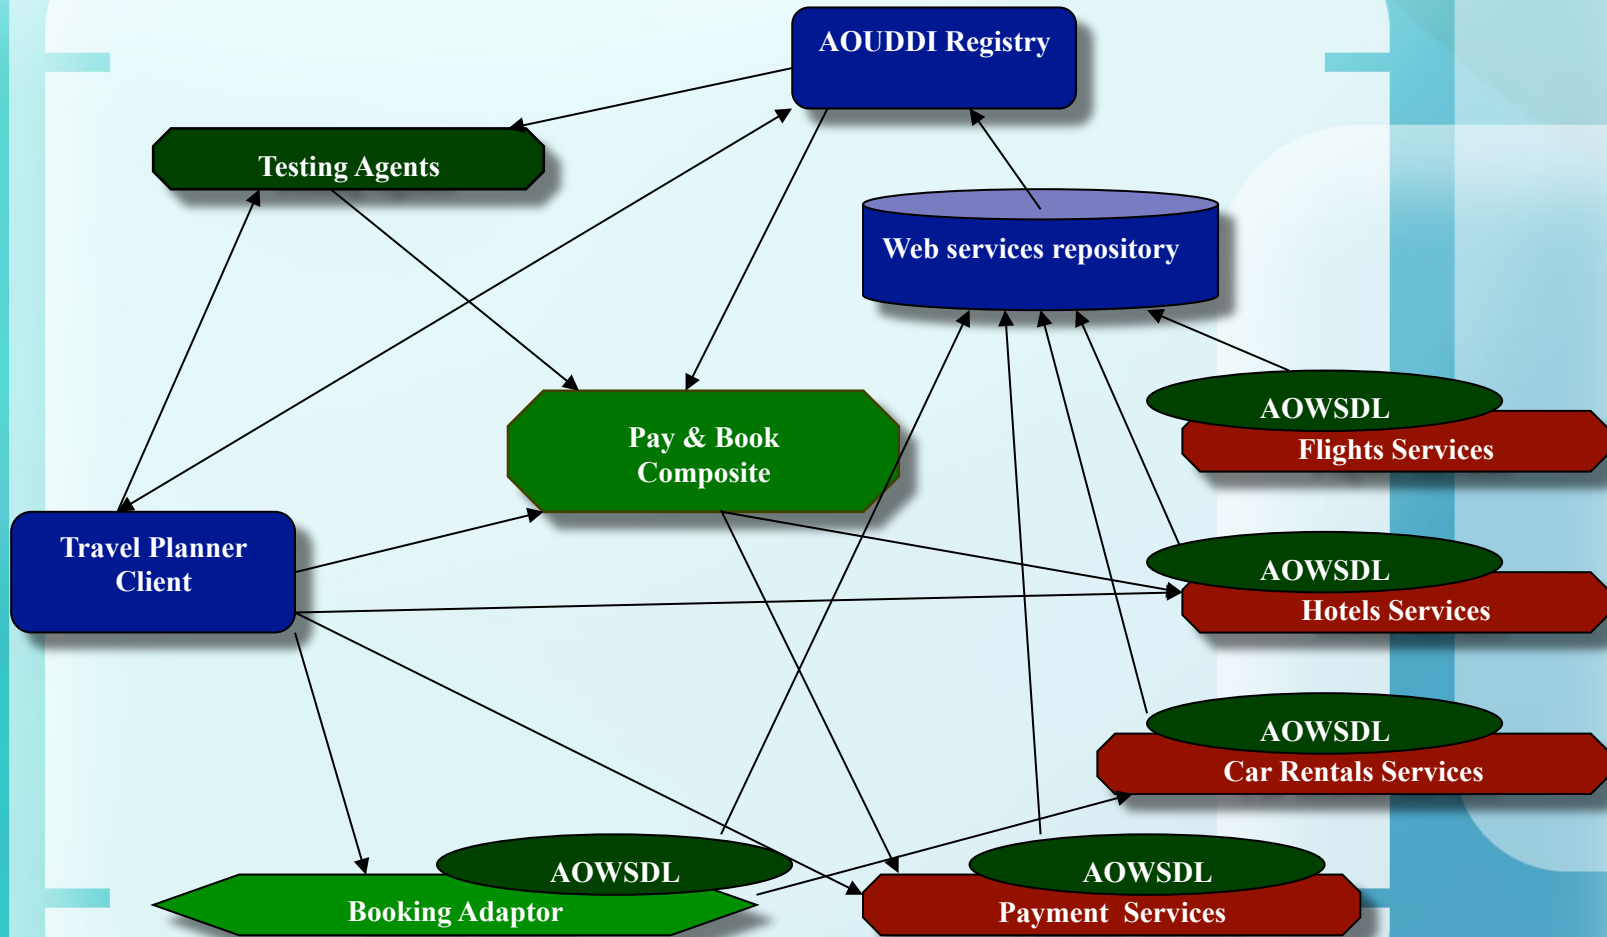 AOUDDI Registry
Testing Agents
Web services repository
Pay & Book
Composite
AOWSDL
Flights Services
Travel Planner
Client
AOWSDL
Hotels Services
AOWSDL
Car Rentals Services
AOWSDL
Booking Adaptor
AOWSDL
Payment  Services